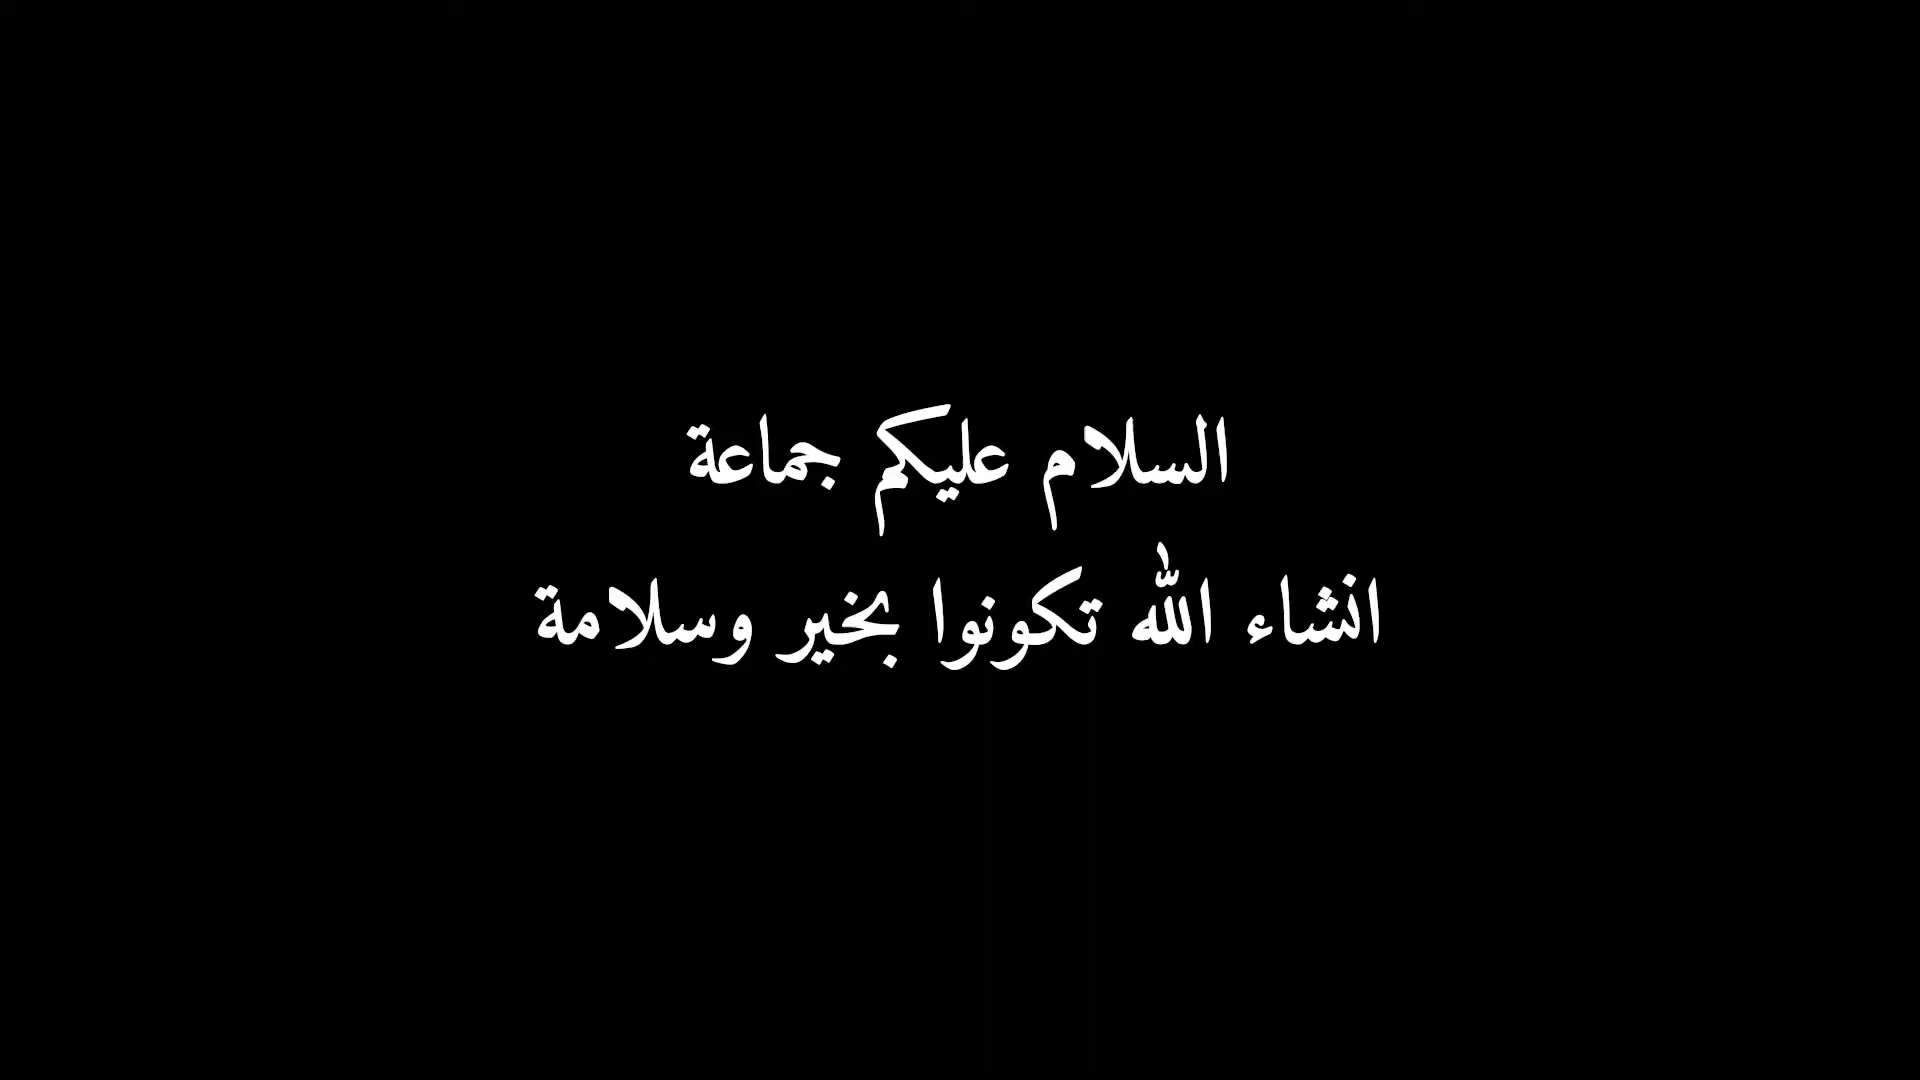 السلام عليكم جماعة
انشاء الله تكونوا بخير وسلامة